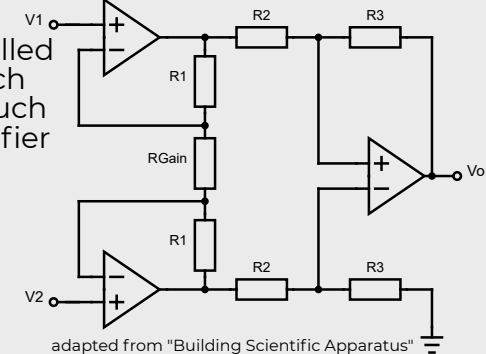 V1
+
−
R2
R3
lled
ch
uch
fier
R1
RGain
+
−
Vo
R1
−
+
V2
R2
R3
adapted from "Building Scientific Apparatus"